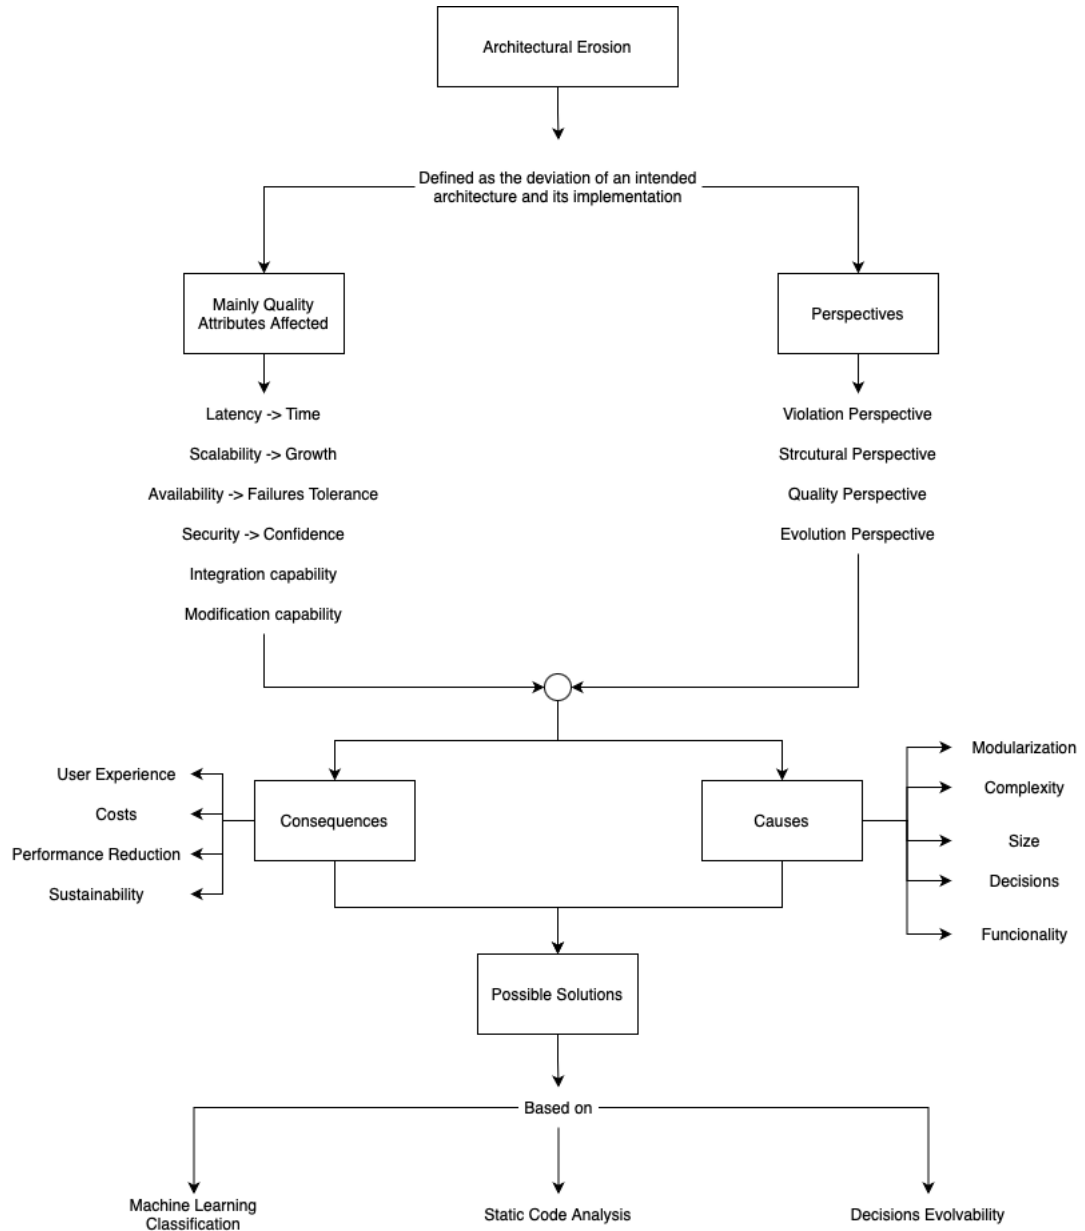 Architectural Erosion
Defined as the deviation of an intended
architecture and its implementation
Mainly Quality
Attributes Affected
Perspectives
Latency -> Time
Scalability -> Growth
Availability -> Failures Tolerance
Security -> Confidence
Integration capability
Modification capability
Violation Perspective
Strcutural Perspective
Quality Perspective
Evolution Perspective
User Experience
Costs
Performance Reduction
Sustainability
Consequences
Causes
Modularization
Complexity
Size
Decisions
Funcionality
Possible Solutions
Based on
Machine Learning
Classification
Static Code Analysis
Decisions Evolvability